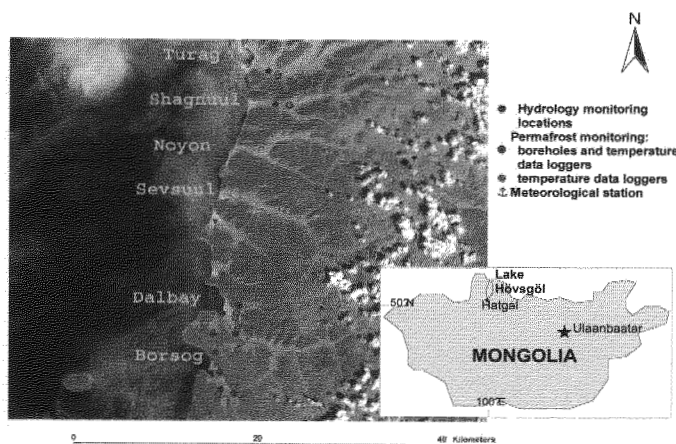 N
Turag
Shagnuul
Noyon
Sevsuul
Dalbay
Borsog
Hydrology monitoring
locations
Permafrost monitoring:
boreholes and temperature
data loggers
temperature data loggers
Meteorological station
Lake
Hövsgöl
50°N
Hatgal
Ulaanbaatar
MONGOLIA
100°E
0 20 40 Kilometers